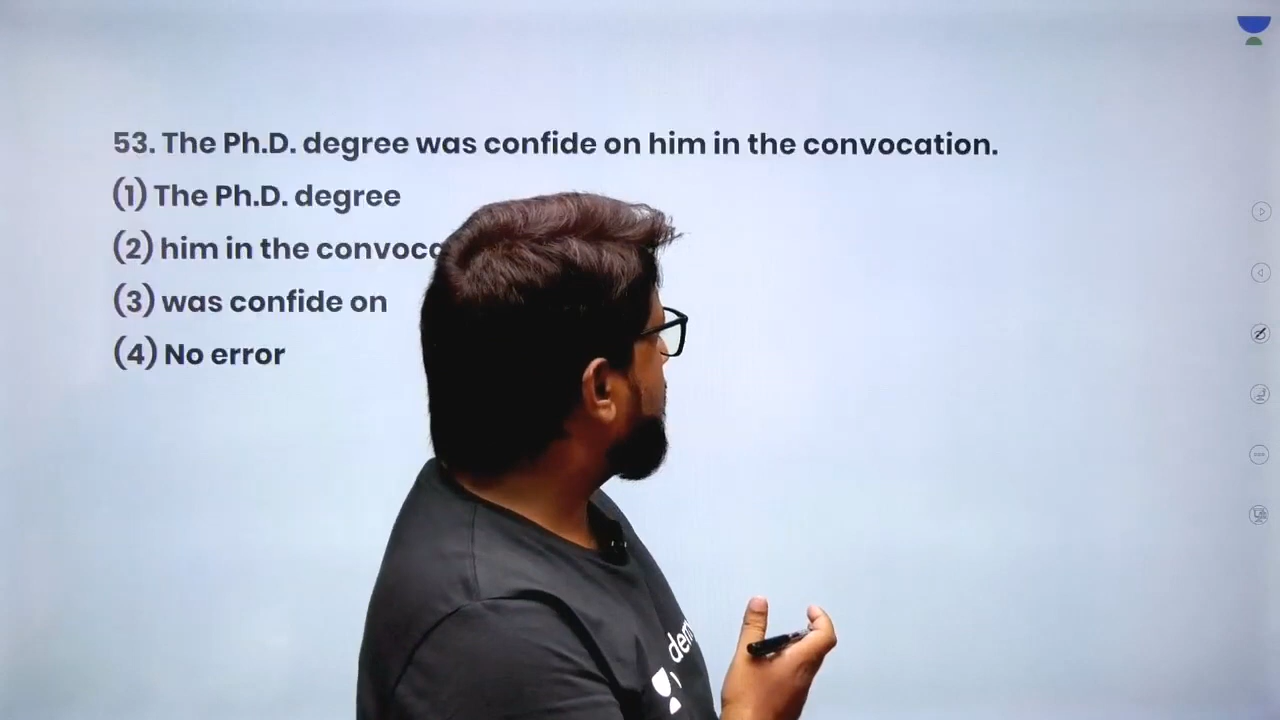 53. The Ph.D. degree was confide on him in the convocation.
(1) The Ph.D. degree
(2) him in the
(3) was confide on
(4) No error